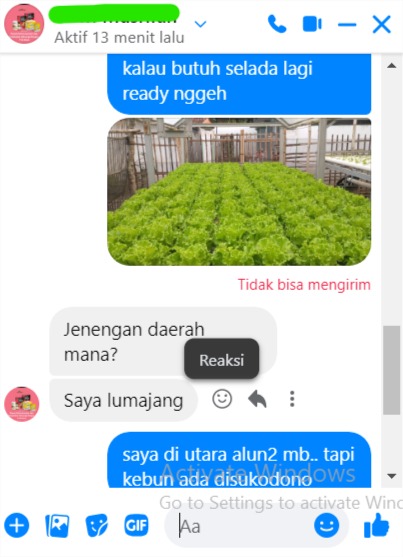 Aktif 13 menit lalu
kalau butuh selada lagi
ready nggeh
Tidak bisa mengirim
Jenengan daerah
mana?
Reaksi
Saya lumajang
saya di utara alun2 mb.. tapi
kebun ada disukodono
Activate Windows
Go to Settings to activate Wind
GIF
Aa